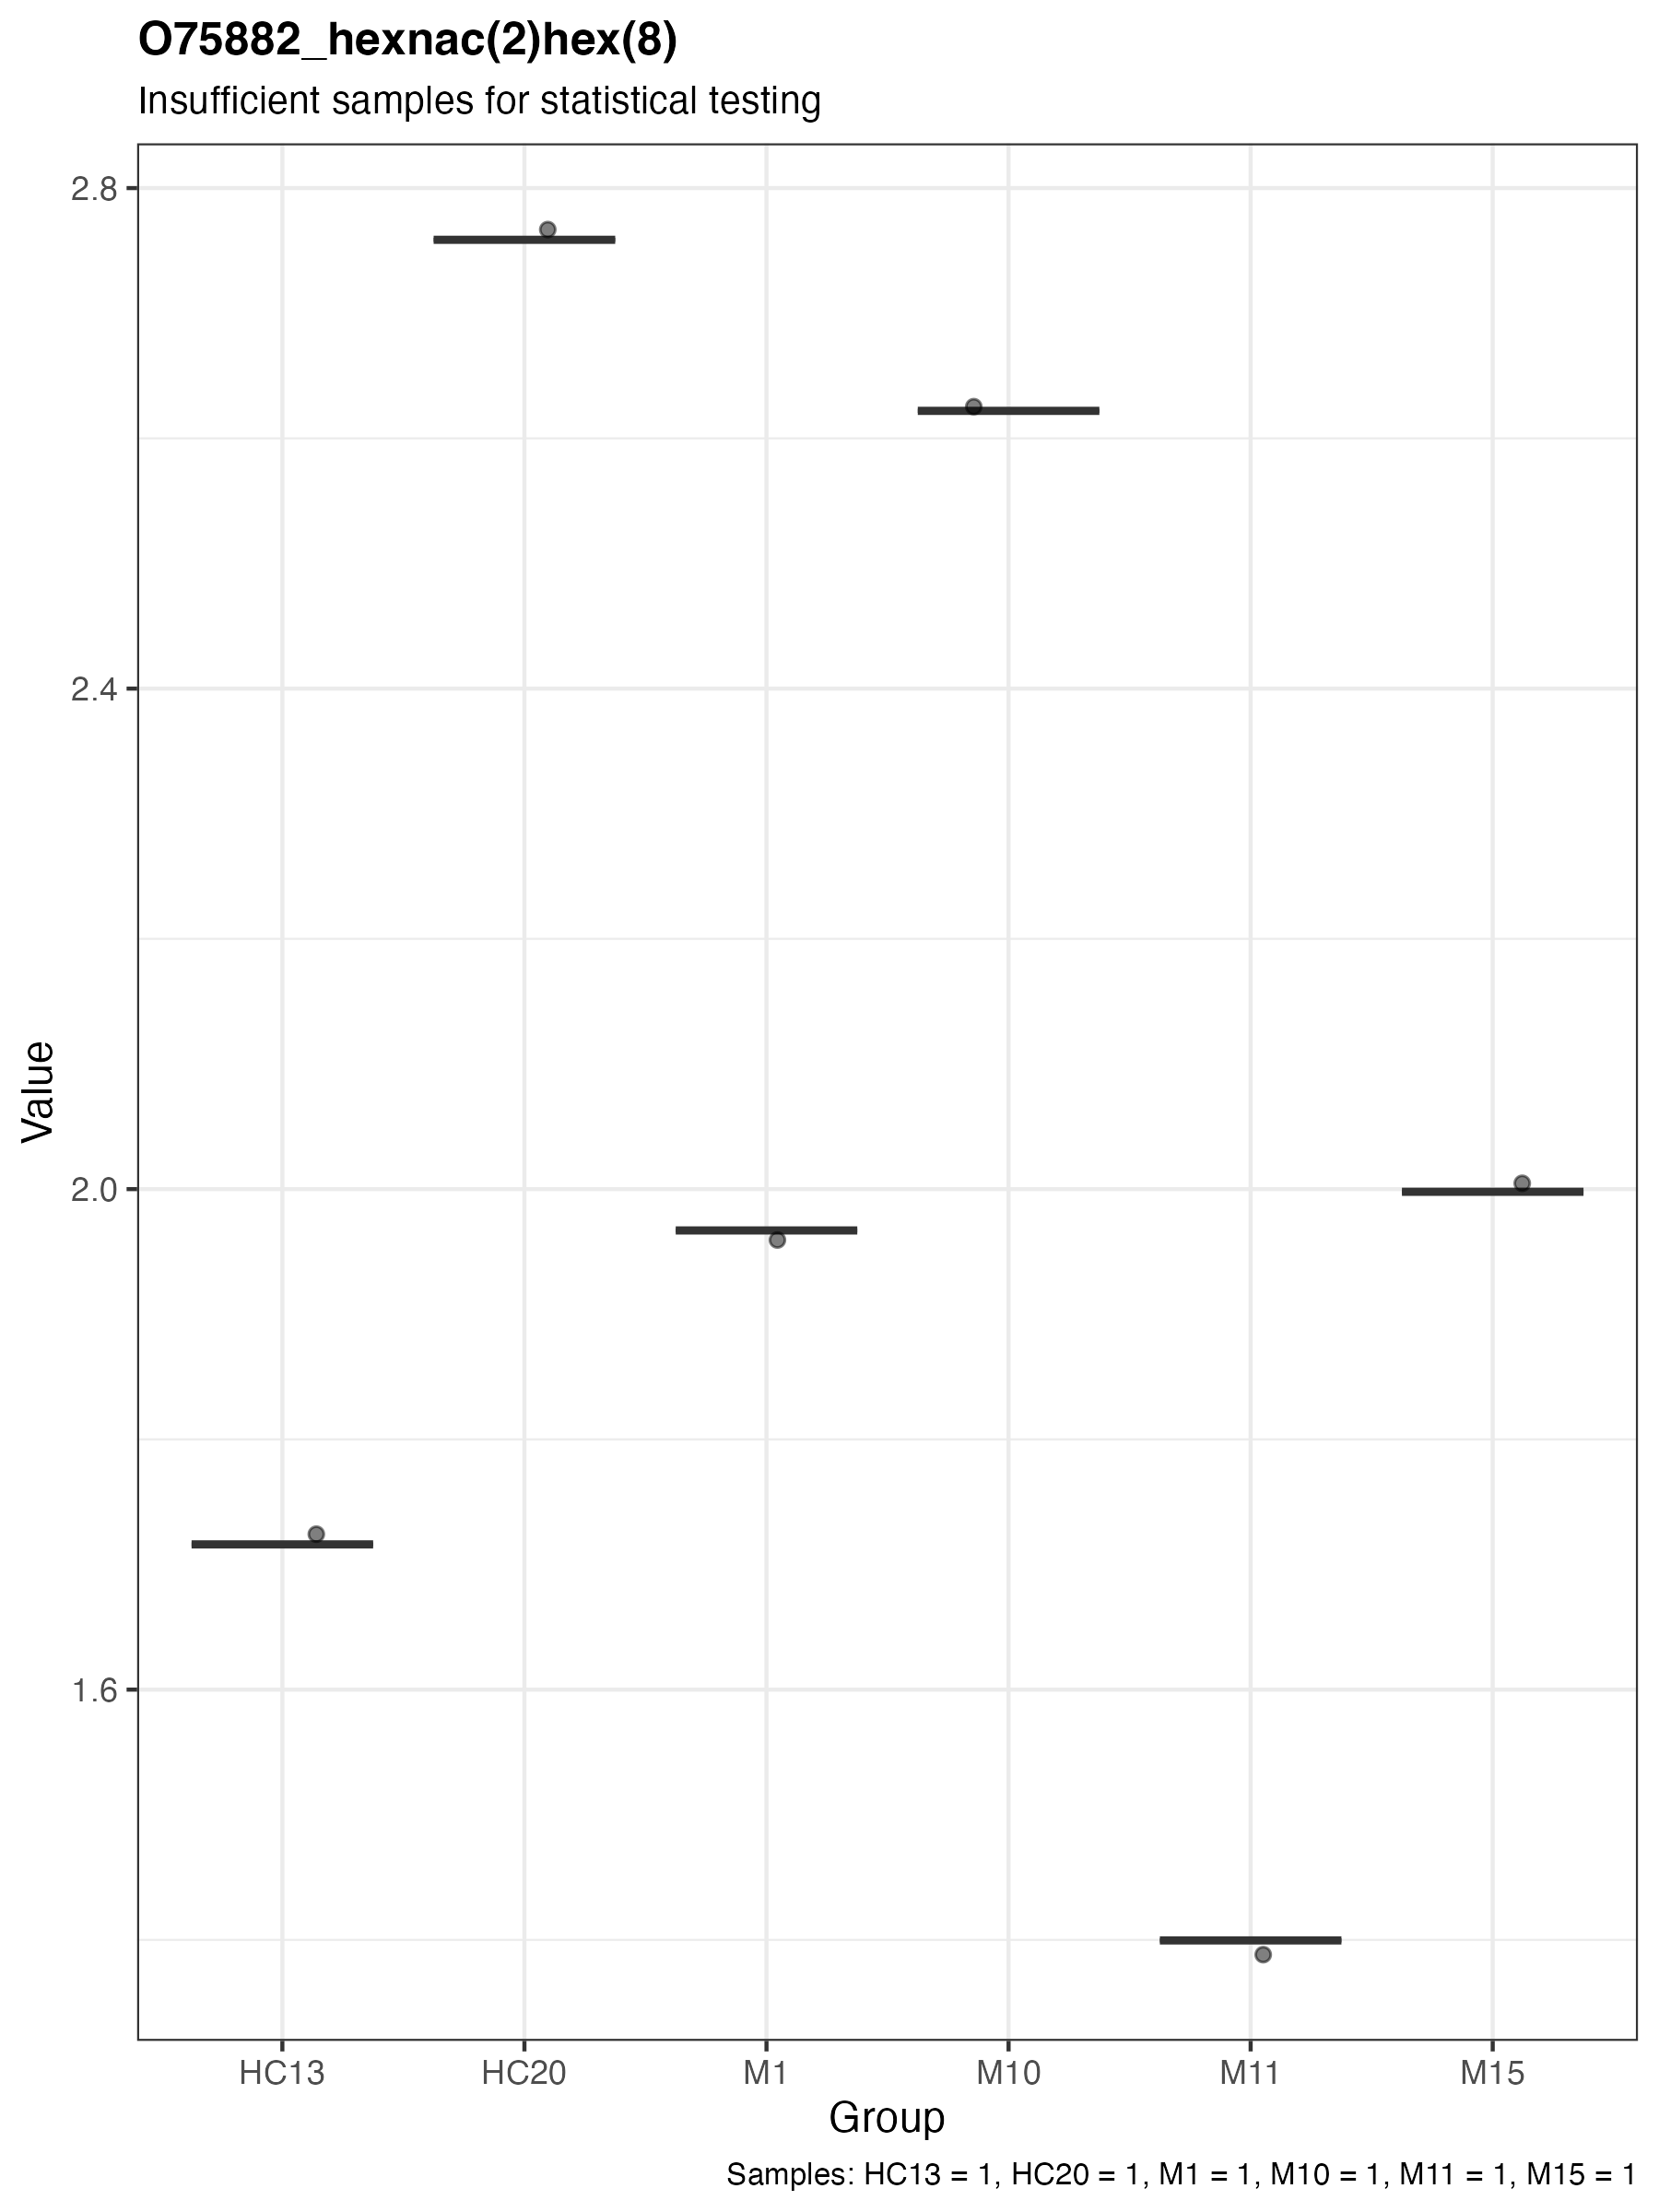 O75882_hexnac(2)hex(8)
Insufficient samples for statistical testing
2.8
2.4
2.0
1.6
Value
HC13 HC20 M1 M10 M11 M15
Group
Samples: HC13 = 1, HC20 = 1, M1 = 1, M10 = 1, M11 = 1, M15 = 1